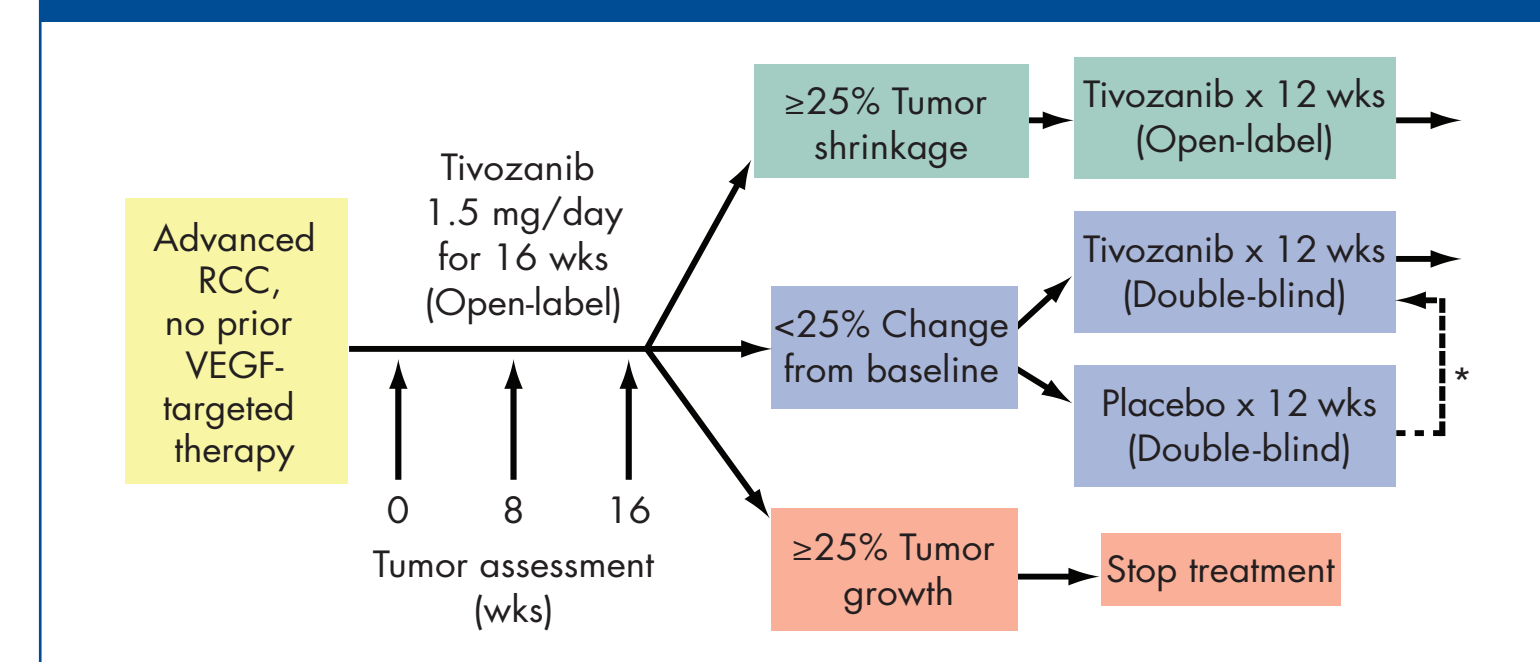 Advanced
RCC,
no prior
VEGF-
targeted
therapy
Tivozanib
1.5 mg/day
for 16 wks
(Open-label)
0 8 16
Tumor assessment
(wks)
≥25% Tumor
shrinkage
Tivozanib x 12 wks
(Open-label)
<25% Change
from baseline
Tivozanib x 12 wks
(Double-blind)
Placebo x 12 wks
(Double-blind)
*
≥25% Tumor
growth
Stop treatment